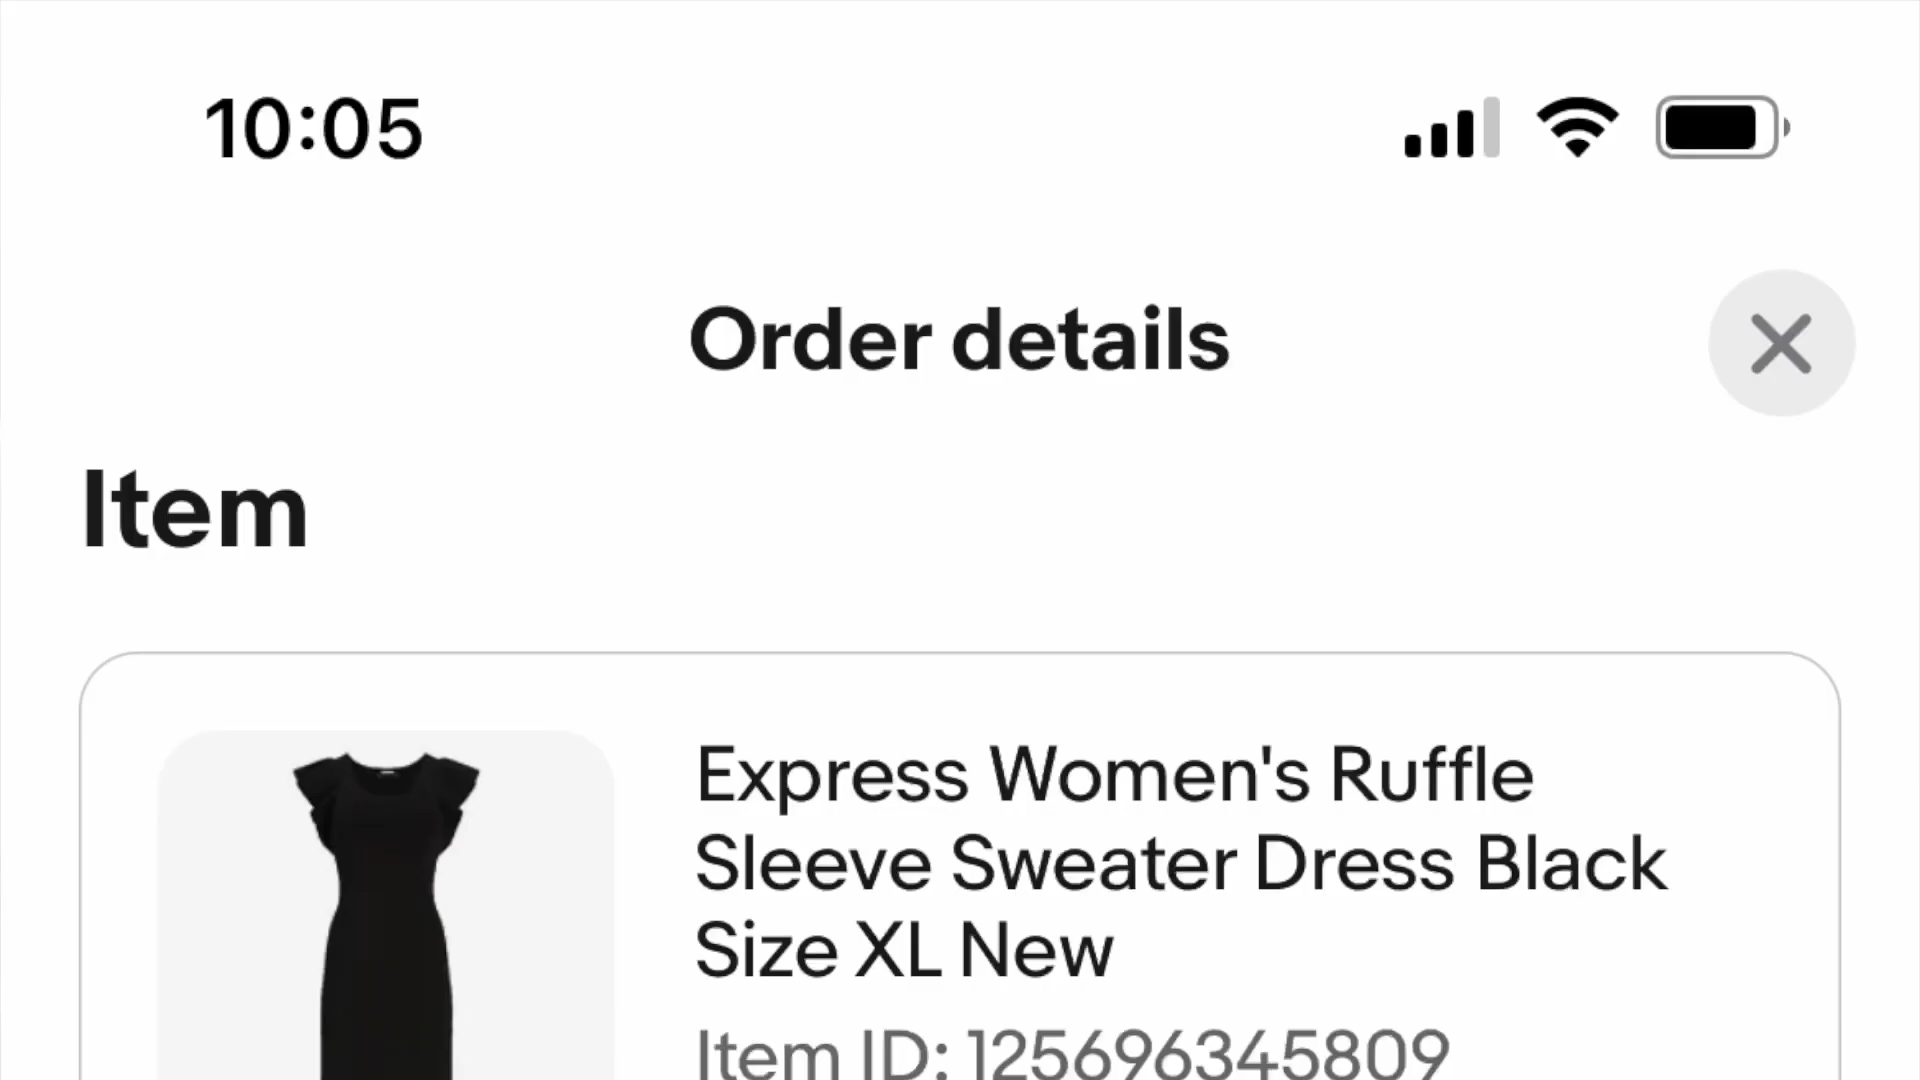 10:05
Order details
Item
Express Women's Ruffle
Sleeve Sweater Dress Black
Size XL New
Item ID: 125696345809